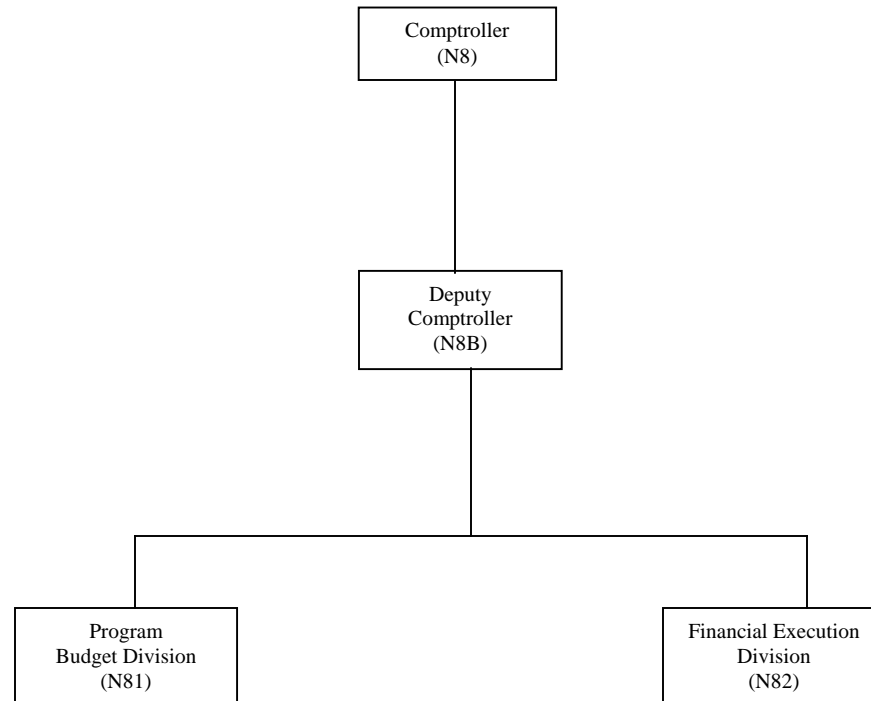 Comptroller
(N8)
Deputy
Comptroller
(N8B)
Program
Budget Division
(N81)
Financial Execution
Division
(N82)